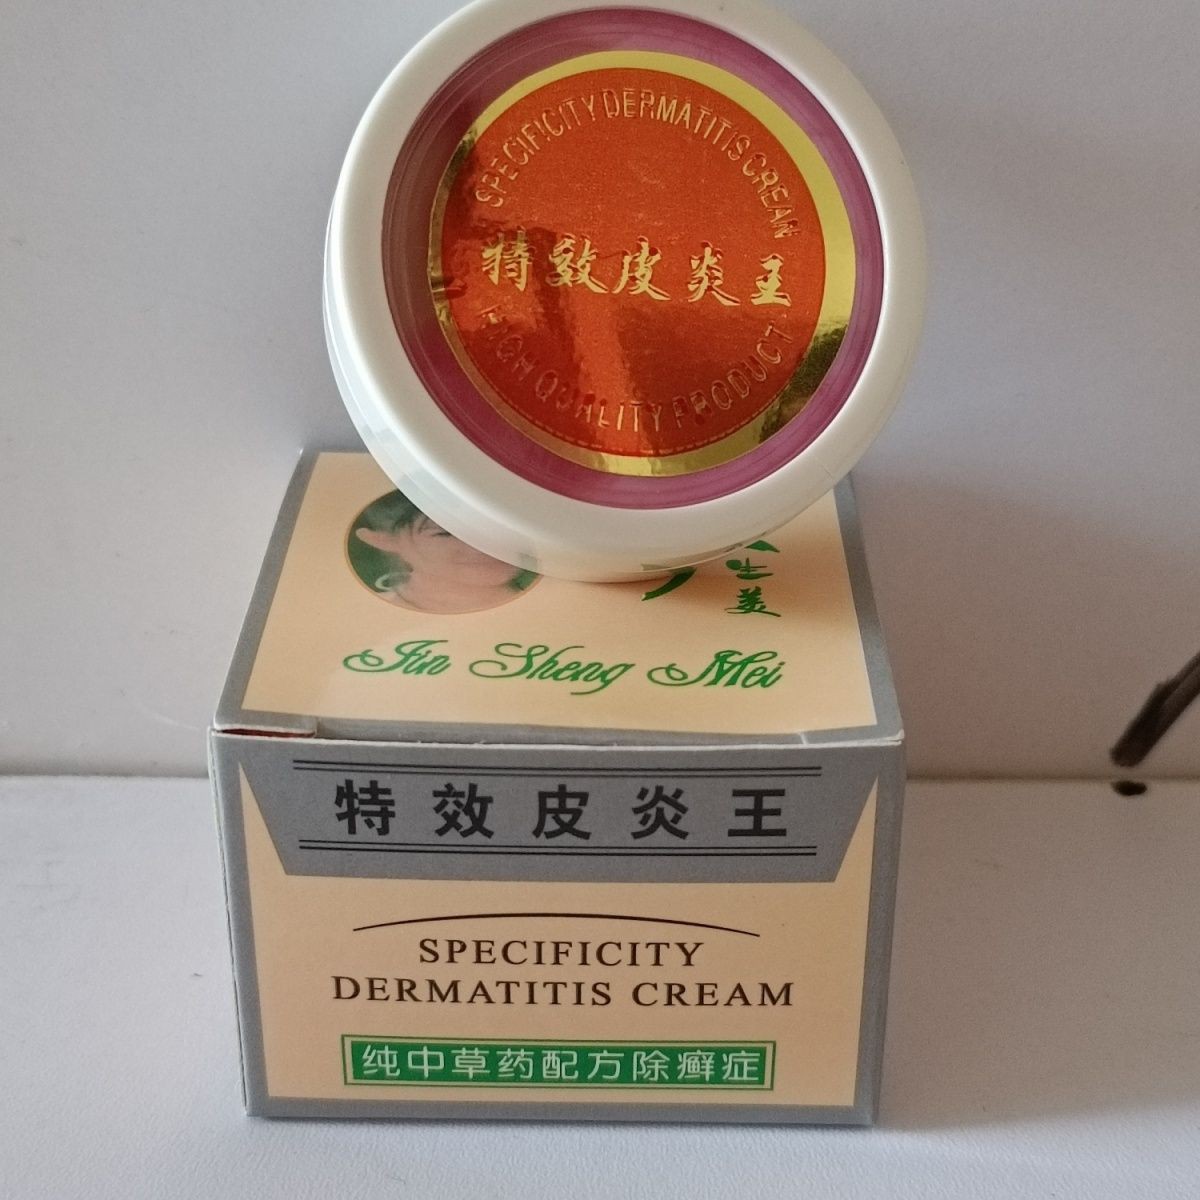 SPECIFICITY DERMATITIS CREAN
特效皮炎王
HIGH QUALITY PRODUCT
生美
Jin Sheng Mei
特效皮炎王
SPECIFICITY
DERMATITIS CREAM
纯中草药配方除癣症